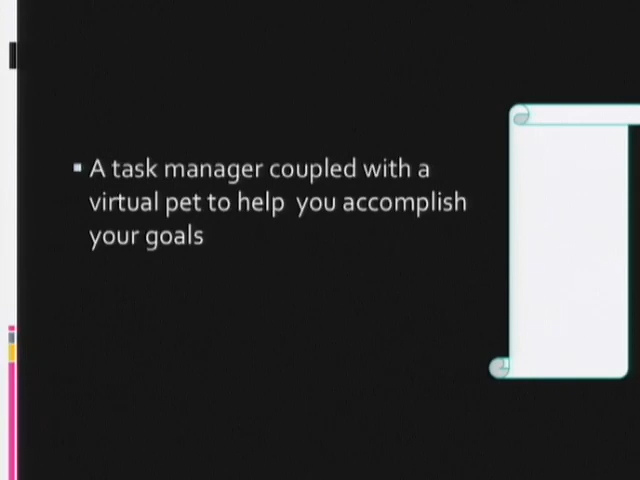 A task manager coupled with a
virtual pet to help you accomplish
your goals